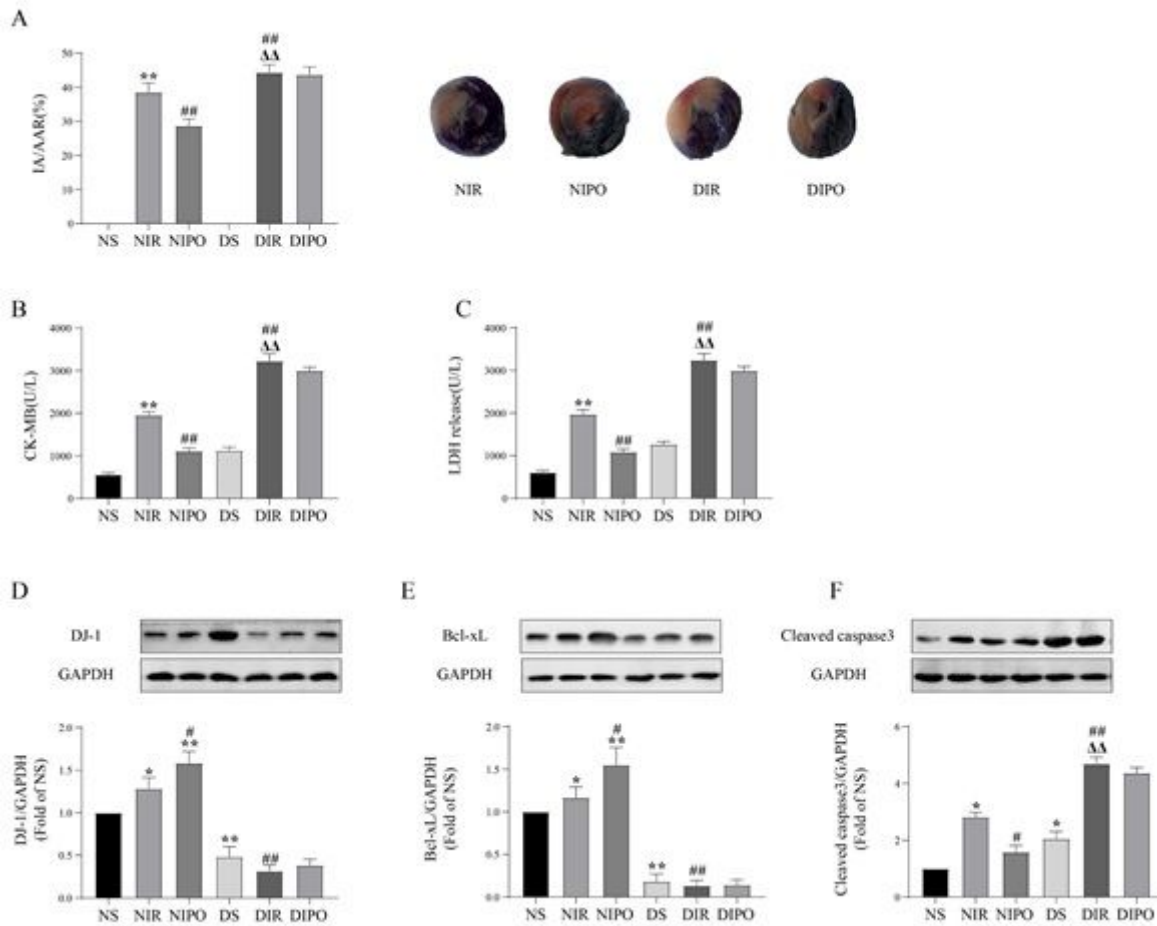 A
IA/AAR(%)
50
40
30
20
10
0
**
##
##
ΔΔ
NS NIR NIPO DS DIR DIPO
NIR NIPO DIR DIPO
B
CK-MB(U/L)
4000
3000
2000
1000
0
**
##
##
ΔΔ
NS NIR NIPO DS DIR DIPO
C
LDH release(U/L)
4000
3000
2000
1000
0
**
##
##
ΔΔ
NS NIR NIPO DS DIR DIPO
D
DJ-1
GAPDH
DJ-1/GAPDH
(Fold of NS)
2.0
1.5
1.0
0.5
0.0
*
#
**
**
##
NS NIR NIPO DS DIR DIPO
E
Bcl-xL
GAPDH
Bcl-xL/GAPDH
(Fold of NS)
2.0
1.5
1.0
0.5
0.0
*
#
**
**
##
NS NIR NIPO DS DIR DIPO
F
Cleaved caspase3
GAPDH
Cleaved caspase3/GAPDH
(Fold of NS)
6
4
2
0
*
#
*
##
ΔΔ
NS NIR NIPO DS DIR DIPO